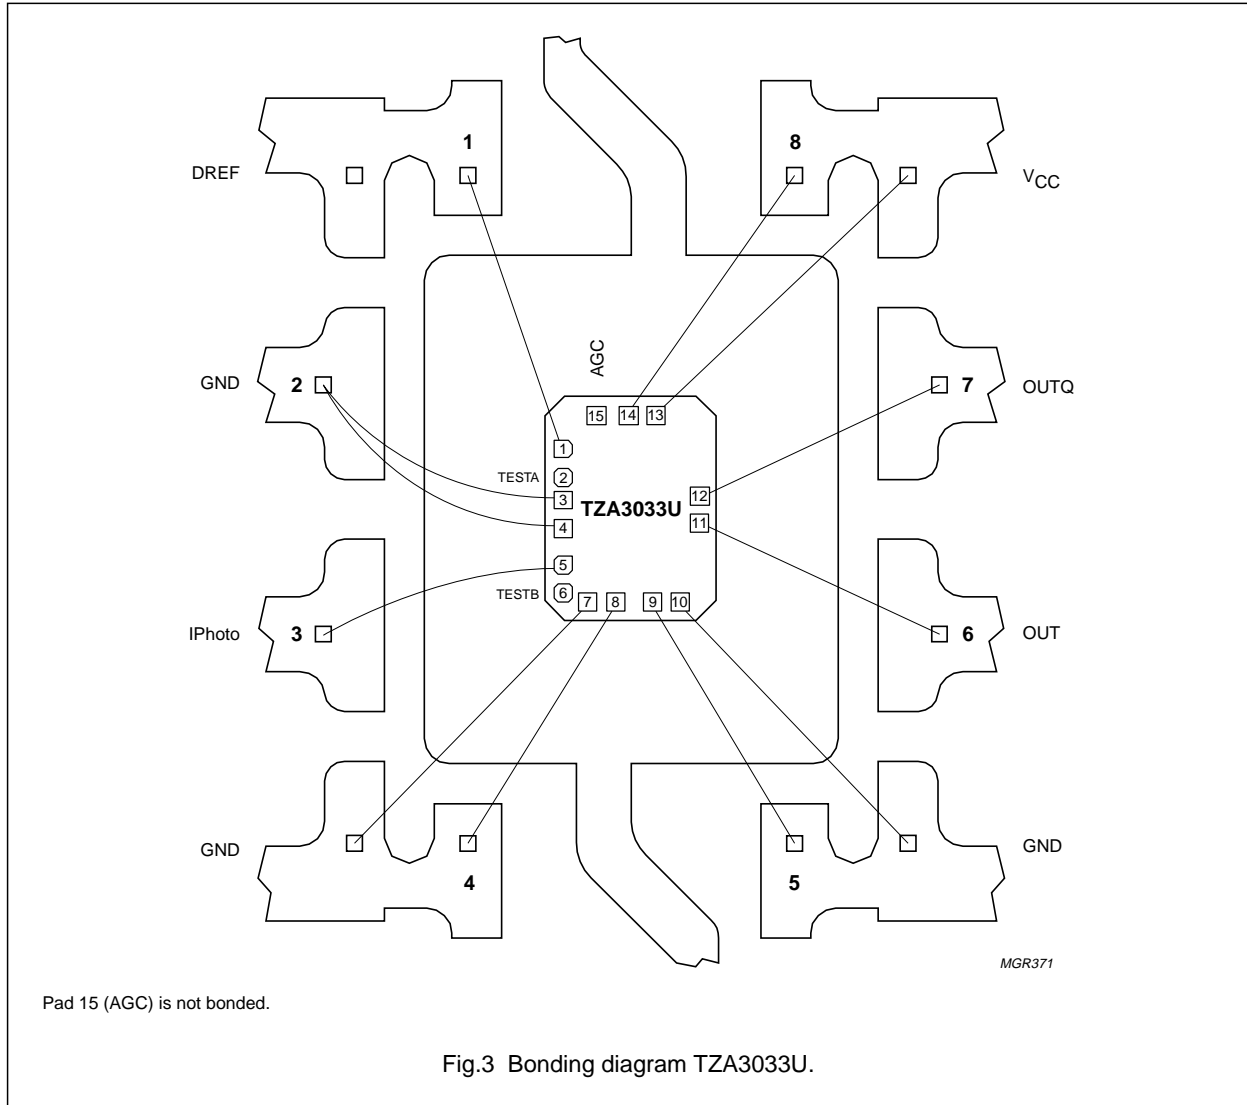 1
8
DREF
V_CC
AGC
GND
2
7
OUTQ
15
14
13
1
TESTA
2
3
TZA3033U
12
4
11
5
TESTB
6
7
8
9
10
IPhoto
3
6
OUT
GND
4
5
GND
MGR371
Pad 15 (AGC) is not bonded.
Fig.3 Bonding diagram TZA3033U.